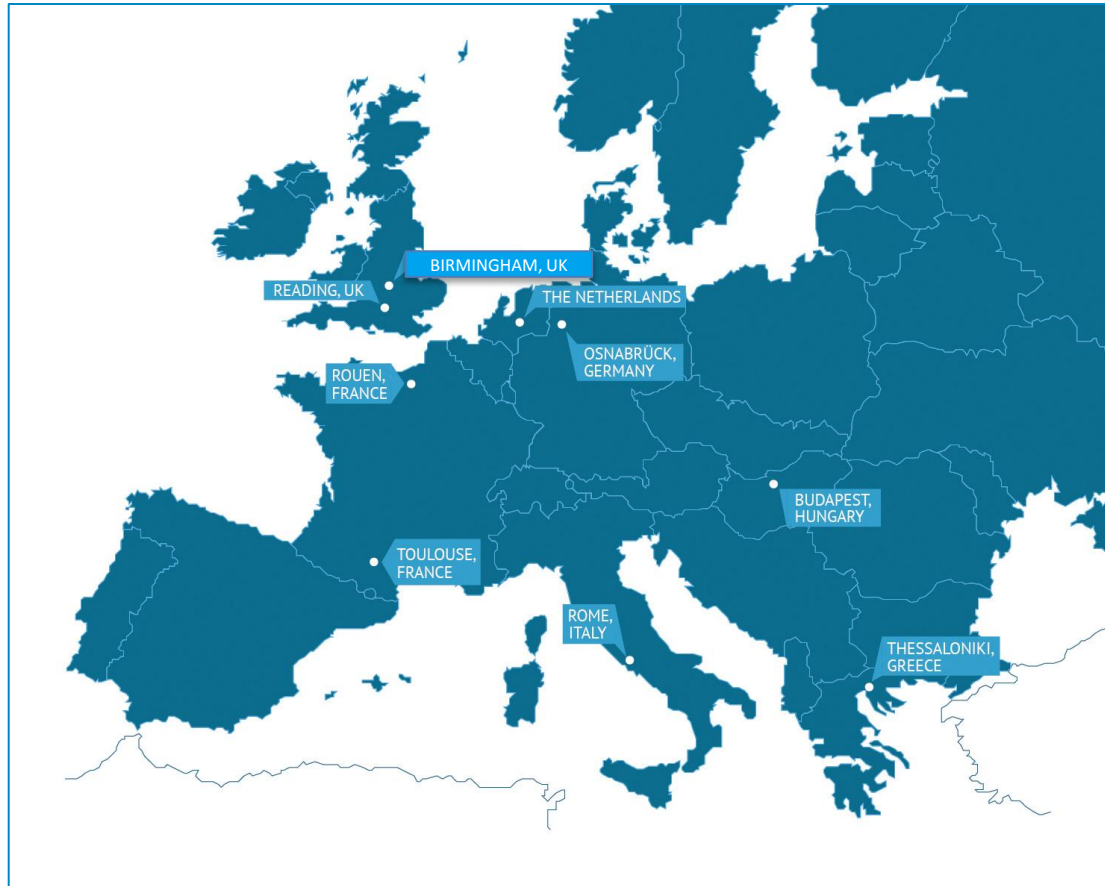 BIRMINGHAM, UK
READING, UK
THE NETHERLANDS
OSNABRÜCK,
GERMANY
ROUEN,
FRANCE
BUDAPEST,
HUNGARY
TOULOUSE,
FRANCE
ROME,
ITALY
THESSALONIKI,
GREECE